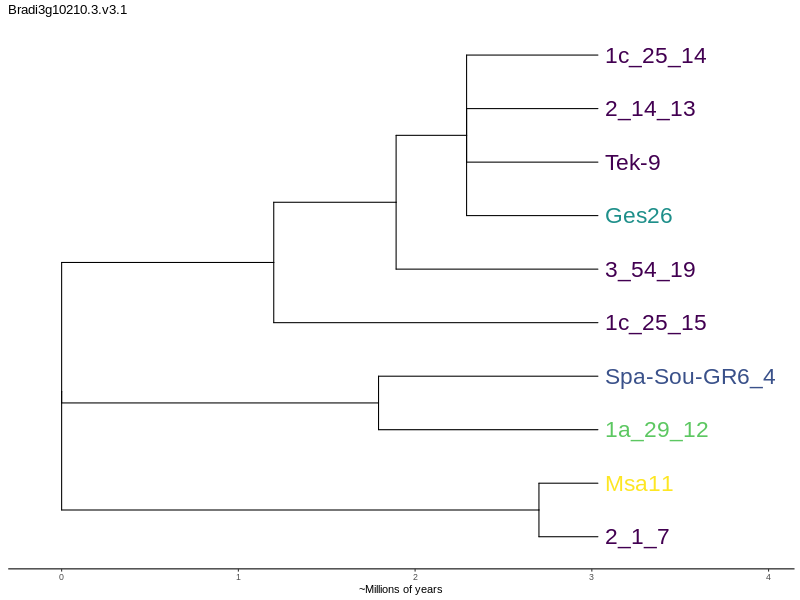 Bradi3g10210.3.v3.1
1c_25_14
2_14_13
Tek-9
Ges26
3_54_19
1c_25_15
Spa-Sou-GR6_4
1a_29_12
Msa11
2_1_7
0 1 2 3 4
~Millions of years